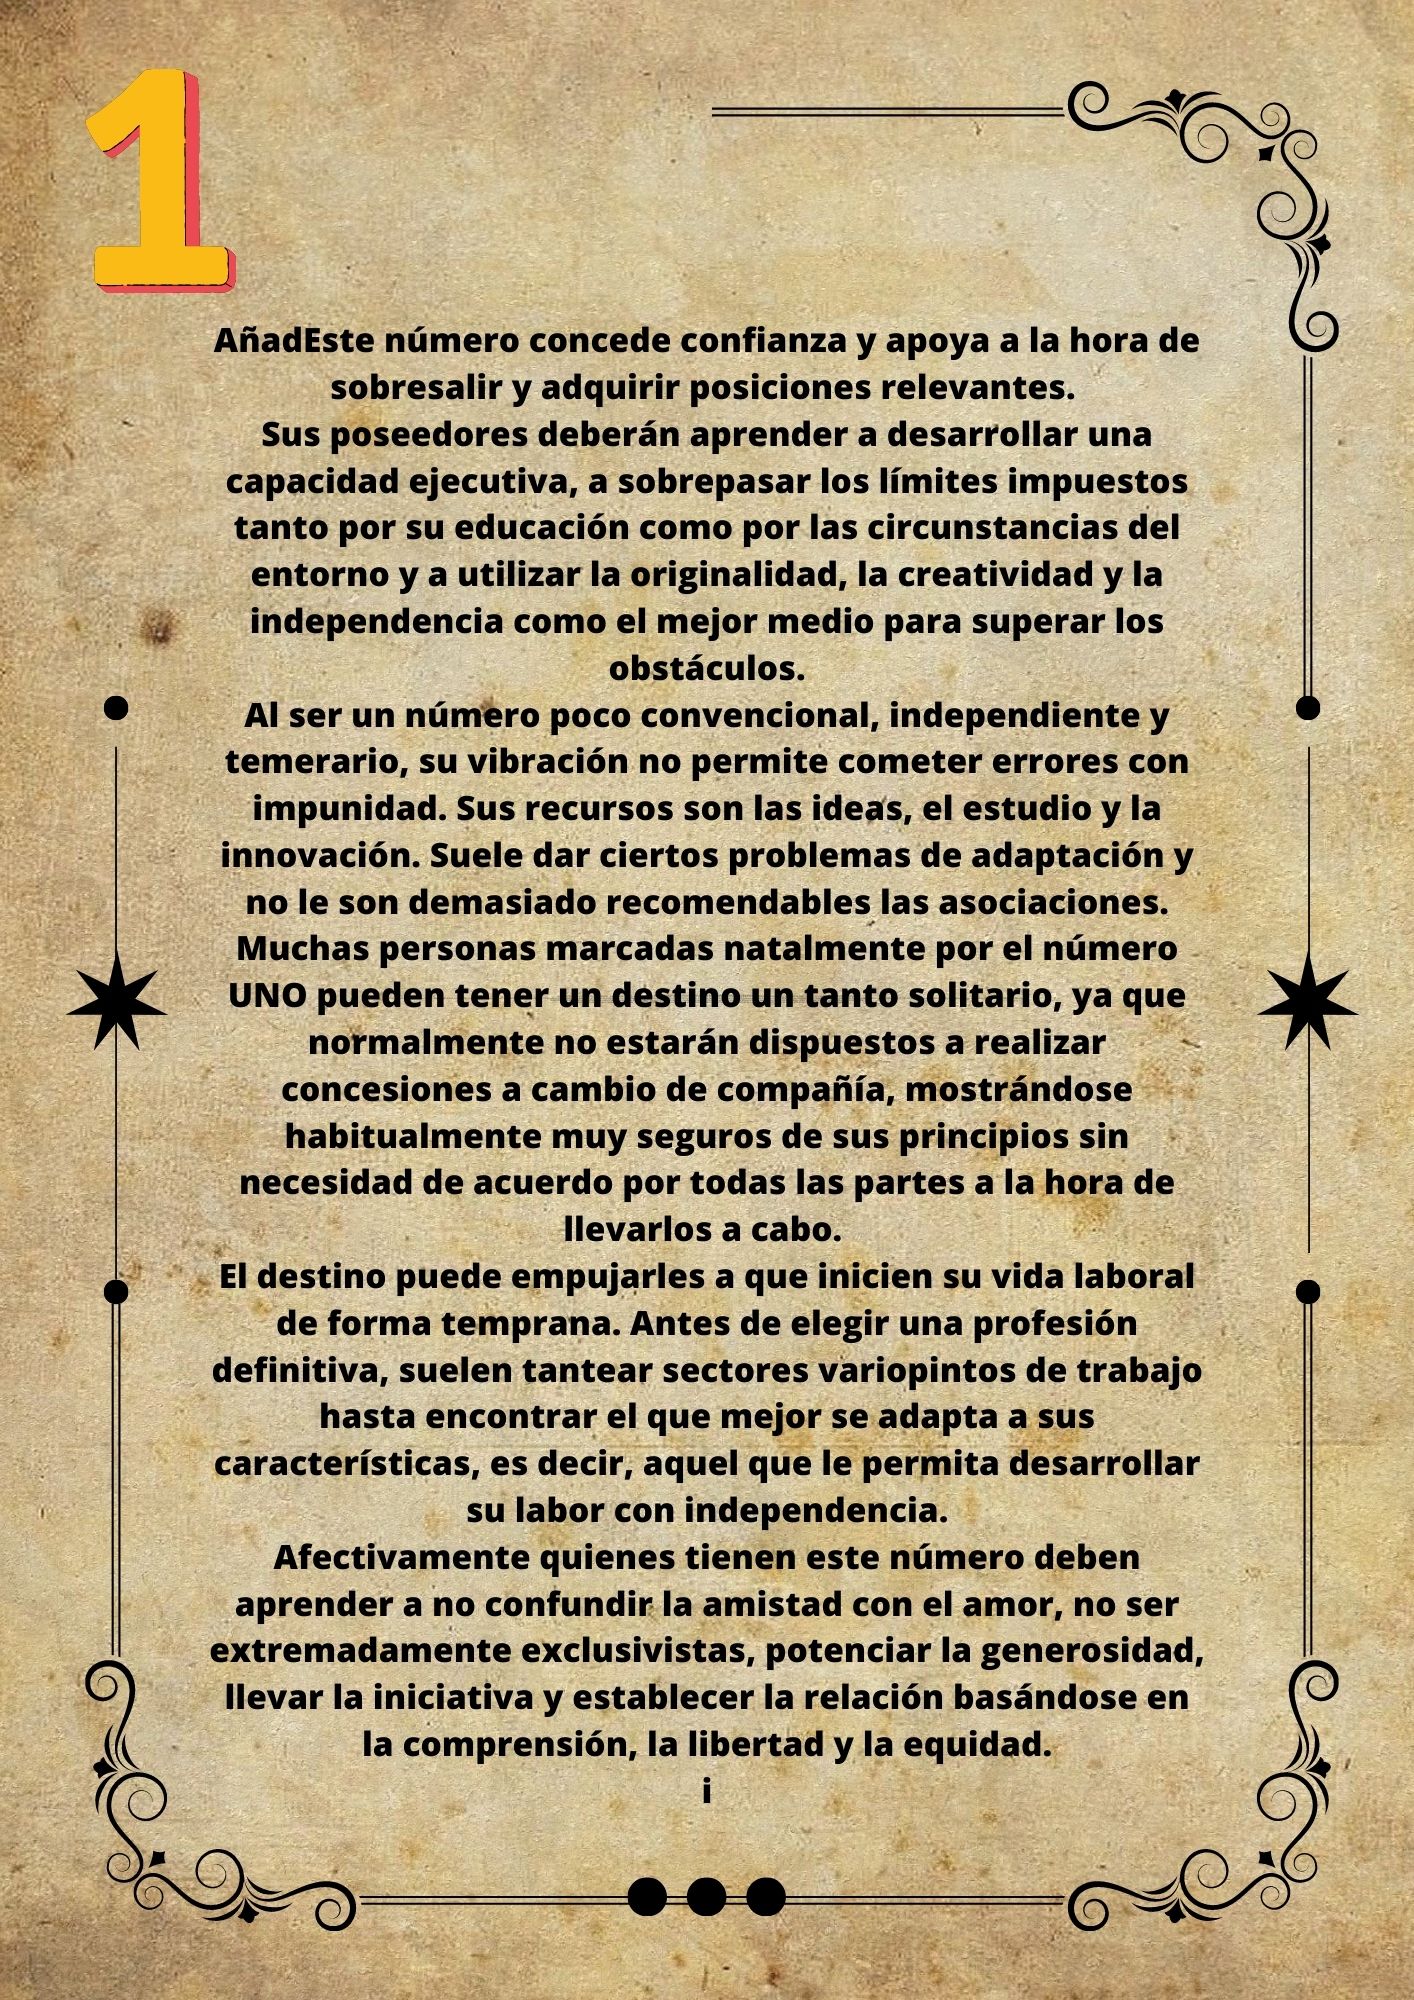 1
AñadEste número concede confianza y apoya a la hora de
sobresalir y adquirir posiciones relevantes.
Sus poseedores deberán aprender a desarrollar una
capacidad ejecutiva, a sobrepasar los límites impuestos
tanto por su educación como por las circunstancias del
entorno y a utilizar la originalidad, la creatividad y la
independencia como el mejor medio para superar los
obstáculos.
Al ser un número poco convencional, independiente y
temerario, su vibración no permite cometer errores con
impunidad. Sus recursos son las ideas, el estudio y la
innovación. Suele dar ciertos problemas de adaptación y
no le son demasiado recomendables las asociaciones.
Muchas personas marcadas natalmente por el número
UNO pueden tener un destino un tanto solitario, ya que
normalmente no estarán dispuestos a realizar
concesiones a cambio de compañía, mostrándose
habitualmente muy seguros de sus principios sin
necesidad de acuerdo por todas las partes a la hora de
llevarlos a cabo.
El destino puede empujarles a que inicien su vida laboral
de forma temprana. Antes de elegir una profesión
definitiva, suelen tantear sectores variopintos de trabajo
hasta encontrar el que mejor se adapta a sus
características, es decir, aquel que le permita desarrollar
su labor con independencia.
Afectivamente quienes tienen este número deben
aprender a no confundir la amistad con el amor, no ser
extremadamente exclusivistas, potenciar la generosidad,
llevar la iniciativa y establecer la relación basándose en
la comprensión, la libertad y la equidad.
i